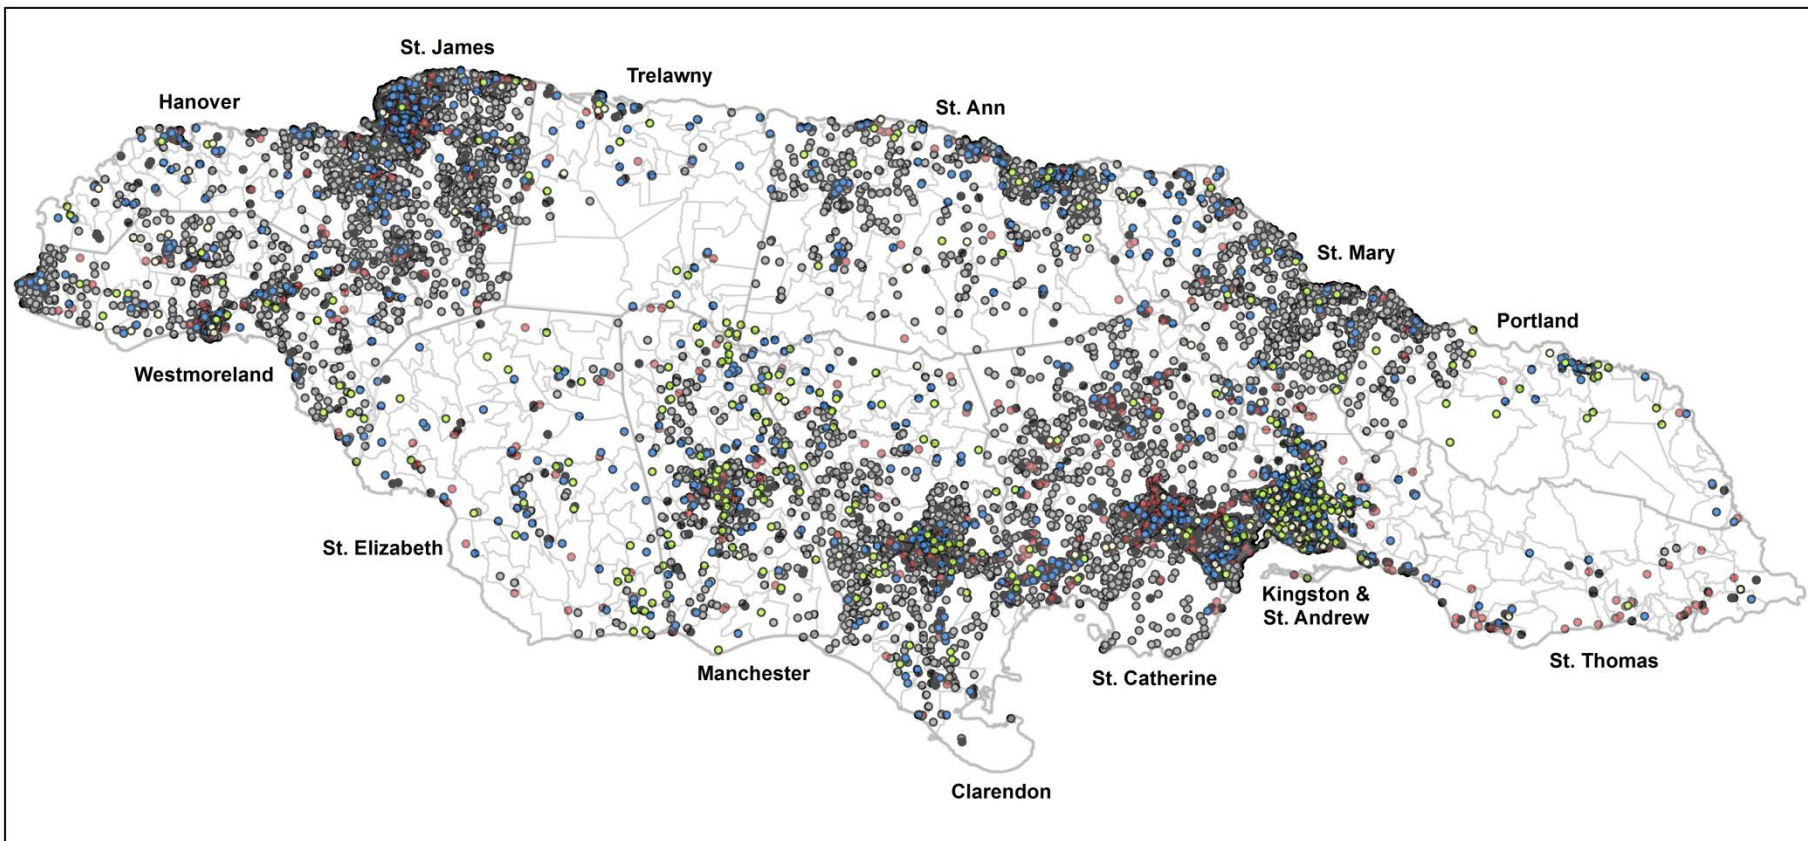 St. James
Trelawny
Hanover
St. Ann
St. Mary
Portland
Westmoreland
St. Elizabeth
Kingston &
St. Andrew
Manchester
St. Catherine
St. Thomas
Clarendon